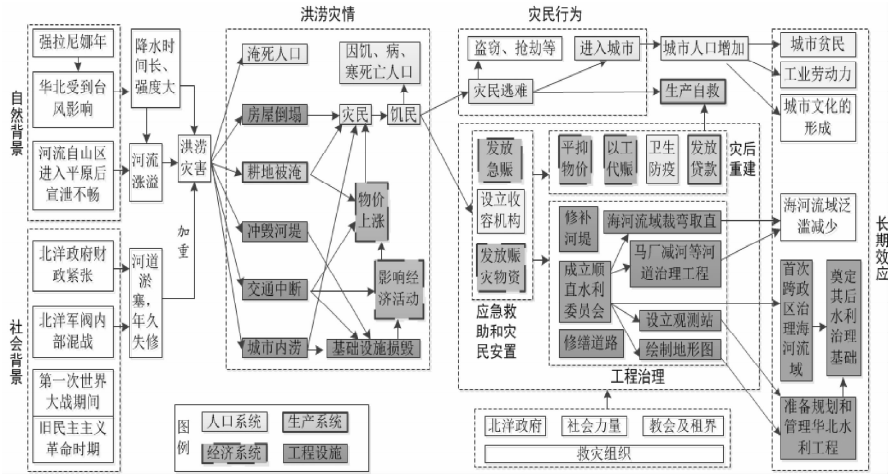 洪涝灾情
灾民行为
自然背景
强拉尼娜年
华北受到台
风影响
河流自山区
进入平原后
宣泄不畅
降水时
间长、
强度大
河流
涨溢
洪涝
灾害
加重
社会背景
北洋政府财
政紧张
北洋军阀内
部混战
第一次世界
大战期间
旧民主主义
革命时期
河道
淤
塞，年
久失
修
淹死人口
房屋倒塌
耕地被淹
冲毁河堤
交通中断
城市内涝
因饥、病、
寒死亡人口
灾民
饥民
物价
上涨
影响经
济活动
基础设施损毁
图例
人口系统
生产系统
经济系统
工程设施
盗窃、抢劫等
进入城市
灾民逃难
城市人口增加
生产自救
城市贫民
工业劳动力
城市文化的
形成
发放
急赈
设立收
容机构
发放赈
灾物资
应急救
助和灾
民安置
平抑
物价
以工
代赈
卫生
防疫
发放
贷款
灾后
重建
修补
河堤
成立顺
直水利
委员会
修缮道路
海河流域裁弯取直
马厂减河等河
道治理工程
设立观测站
绘制地形图
工程治理
北洋政府
社会力量
教会及租界
救灾组织
海河流域泛
滥减少
首次
跨政
区治
理海
河流
域
奠定
其后
水利
治理
基础
准备规划和
管理华北水
利工程
长期效应